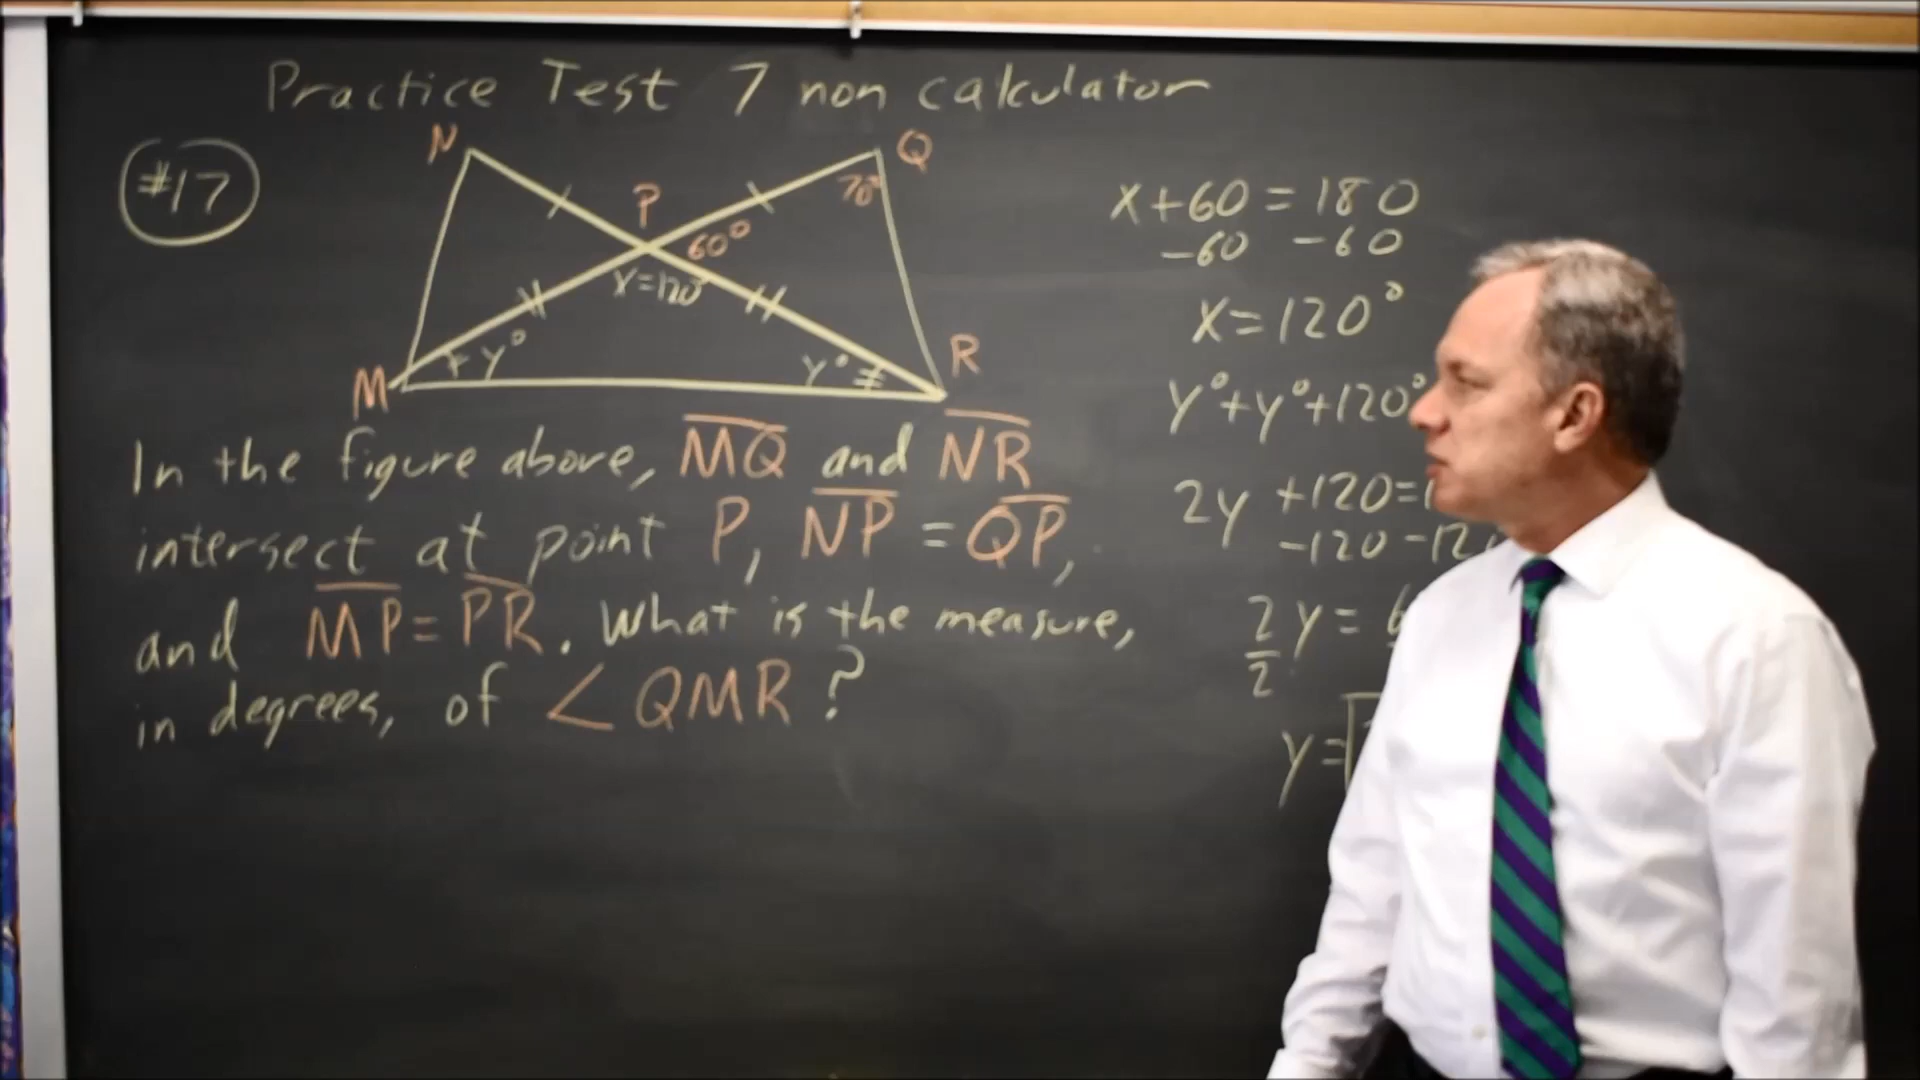 Practice Test 7 non calculator
#17
N
Q
P
70°
60°
x=120°
y°
y°
M
R
In the figure above, MQ and NR
intersect at point P, NP = QP,
and MP = PR. What is the measure,
in degrees, of ∠QMR?
x+60=180
-60 -60
x=120°
y°+y°+120°
2y +120=
-120 -12
2y=
2
y=